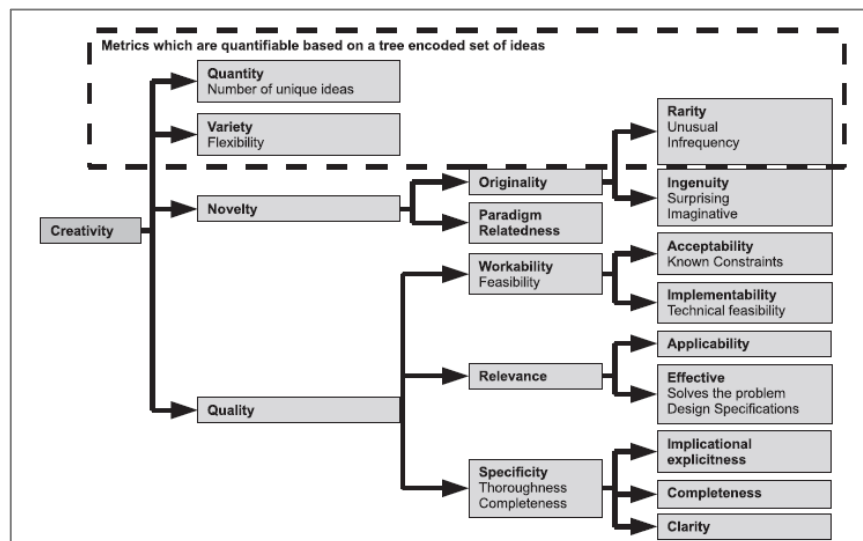 Metrics which are quantifiable based on a tree encoded set of ideas
Quantity
Number of unique ideas
Variety
Flexibility
Rarity
Unusual
Infrequency
Originality
Ingenuity
Surprising
Imaginative
Novelty
Paradigm
Relatedness
Creativity
Workability
Feasibility
Acceptability
Known Constraints
Implementability
Technical feasibility
Applicability
Relevance
Effective
Solves the problem
Design Specifications
Quality
Implicational
explicitness
Specificity
Thoroughness
Completeness
Completeness
Clarity